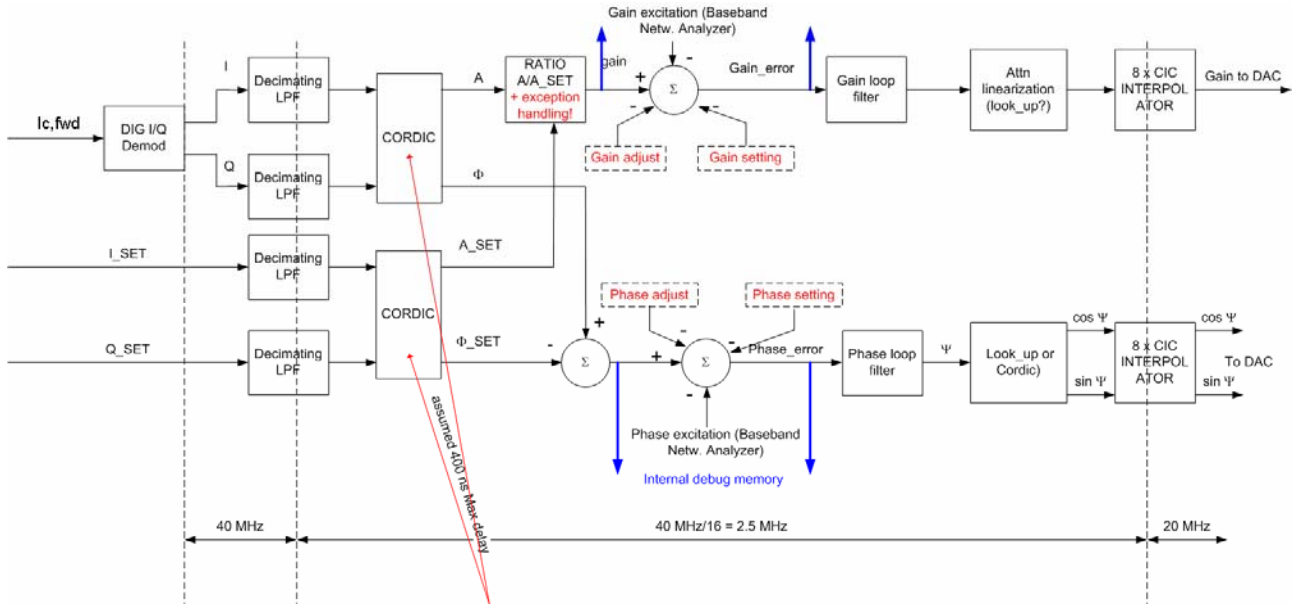 Gain excitation (Baseband
Netw. Analyzer)
I
Decimating
LPF
A
RATIO
A/A_SET
+ exception
handling!
gain
-
+
Σ
-
-
Gain_error
Gain loop
filter
Attn
linearization
(look_up?)
8 x CIC
INTERPOL
ATOR
Gain to DAC
Ic,fwd
DIG I/Q
Demod
CORDIC
Gain adjust
Gain setting
Q
Decimating
LPF
Φ
I_SET
Decimating
LPF
A_SET
CORDIC
Phase adjust
Phase setting
Q_SET
Decimating
LPF
Φ_SET
+
-
Σ
-
-
+
Σ
-
Phase_error
Phase loop
filter
Ψ
Look_up or
Cordic)
cos Ψ
sin Ψ
8 x CIC
INTERPOL
ATOR
cos Ψ
To DAC
sin Ψ
Phase excitation (Baseband
Netw. Analyzer)
Internal debug memory
assumed 400 ns Max delay
40 MHz
40 MHz/16 = 2.5 MHz
20 MHz